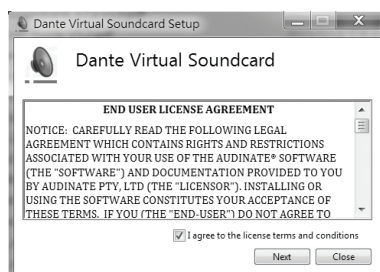 Dante Virtual Soundcard Setup
Dante Virtual Soundcard
END USER LICENSE AGREEMENT
NOTICE: CAREFULLY READ THE FOLLOWING LEGAL
AGREEMENT WHICH CONTAINS RIGHTS AND RESTRICTIONS
ASSOCIATED WITH YOUR USE OF THE AUDINATE® SOFTWARE
(THE "SOFTWARE") AND DOCUMENTATION PROVIDED TO YOU
BY AUDINATE PTY, LTD (THE "LICENSOR"). INSTALLING OR
USING THE SOFTWARE CONSTITUTES YOUR ACCEPTANCE OF
THESE TERMS. IF YOU (THE "END-USER") DO NOT AGREE TO
I agree to the license terms and conditions
Next Close